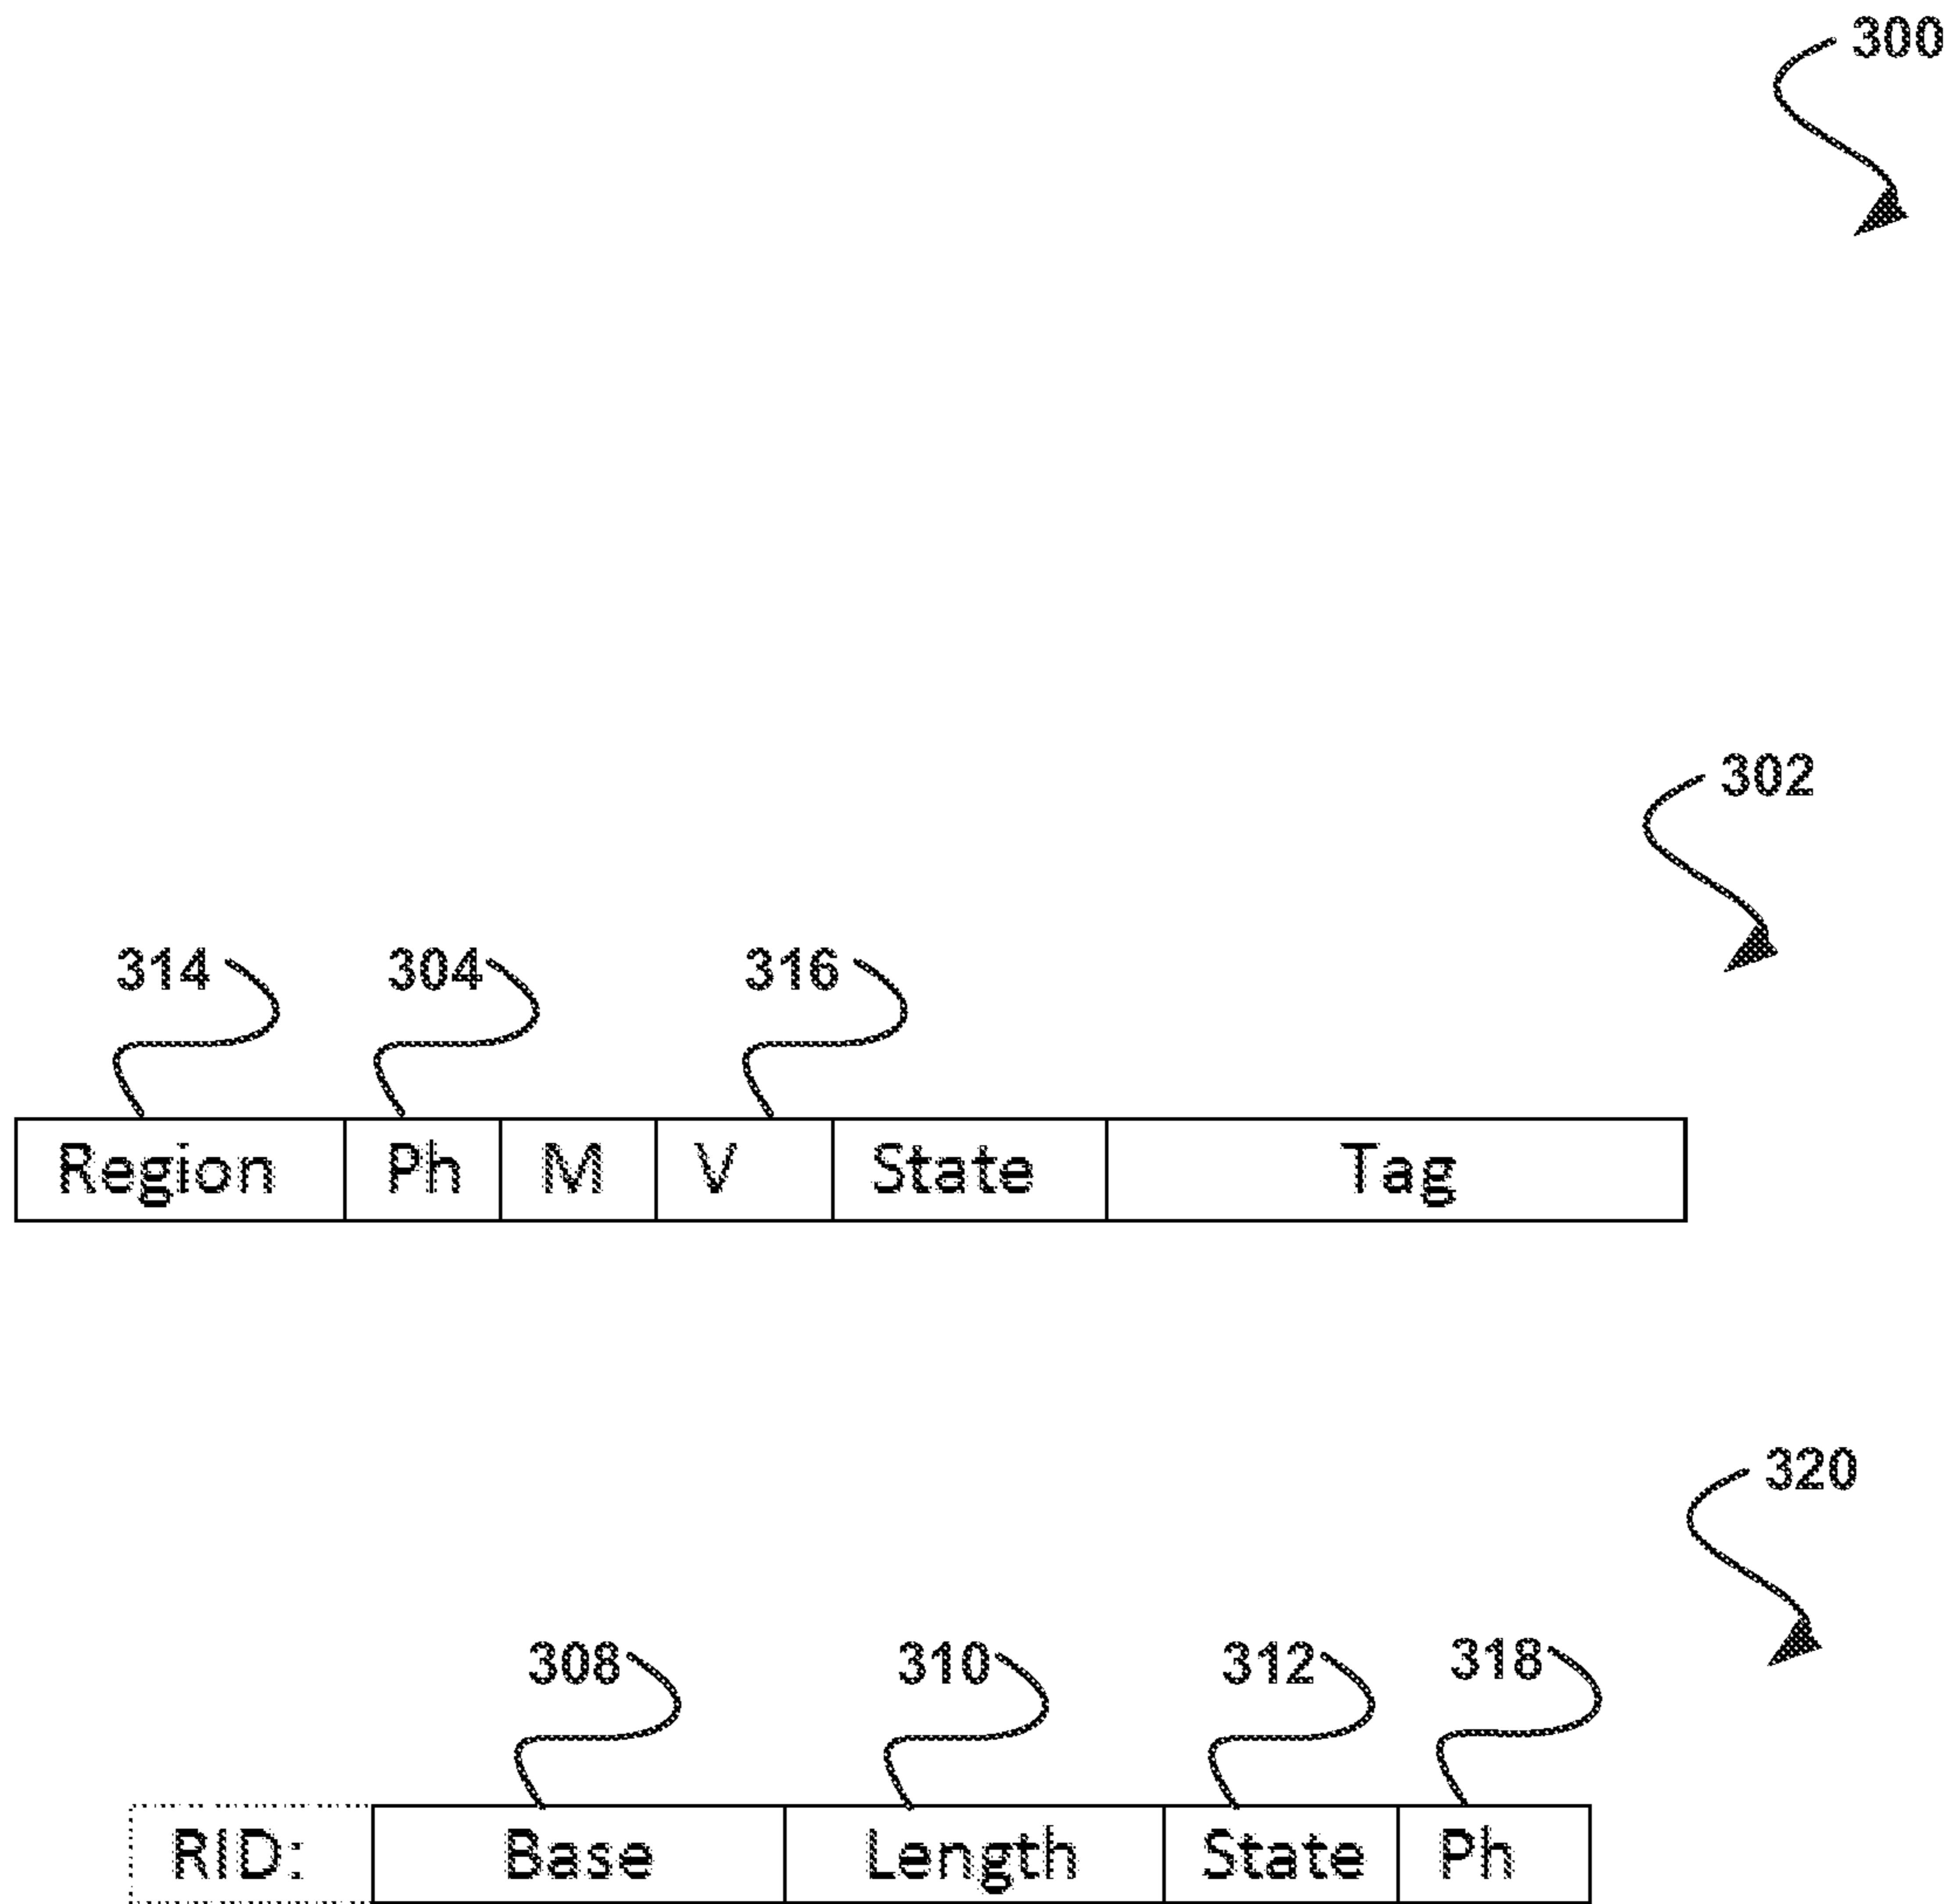 300
302
314 304 316
Region Ph M V State Tag
320
308 310 312 318
RID: Base Length State Ph